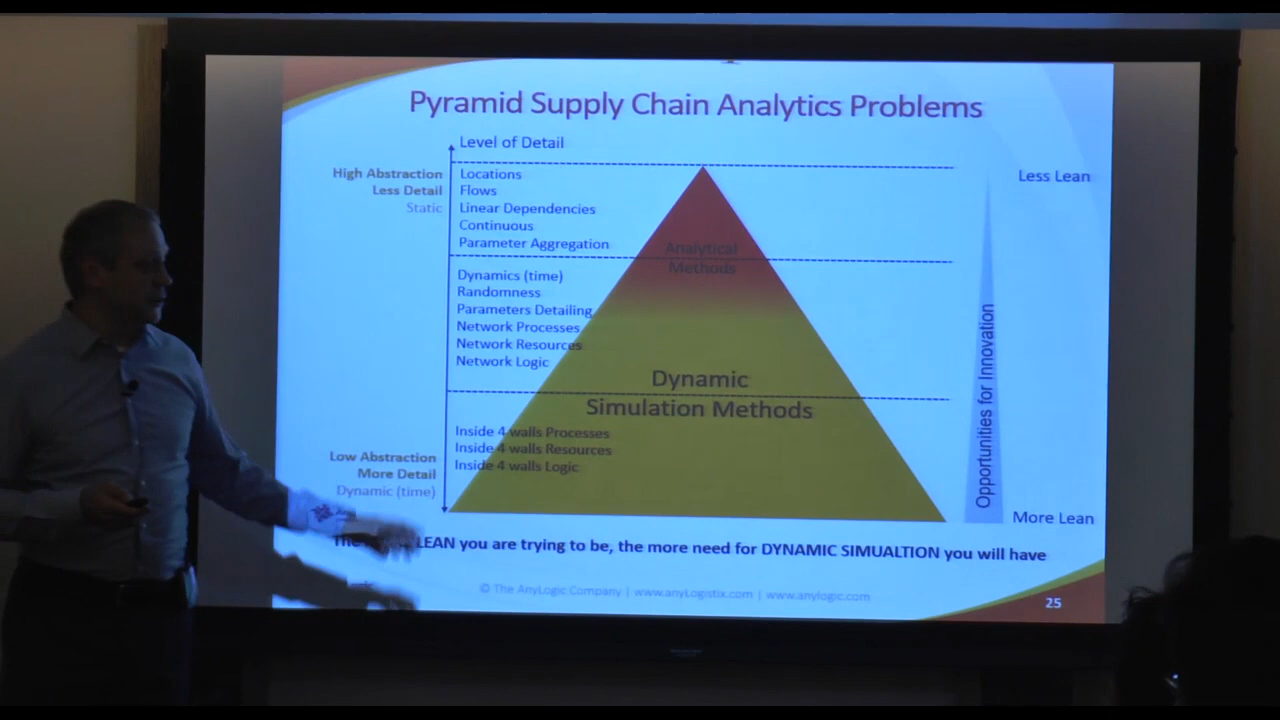 Pyramid Supply Chain Analytics Problems
Level of Detail
High Abstraction
Less Detail
Static
Locations
Flows
Linear Dependencies
Continuous
Parameter Aggregation
Dynamics (time)
Randomness
Parameters Detailing
Network Processes
Network Resources
Network Logic
Inside 4 walls Processes
Inside 4 walls Resources
Inside 4 walls Logic
Low Abstraction
More Detail
Dynamic (time)
Analytical
Methods
Dynamic
Simulation Methods
Less Lean
Opportunities for Innovation
More Lean
LEAN you are trying to be, the more need for DYNAMIC SIMUALTION you will have
© The AnyLogic Company | www.anyLogistix.com | www.anylogic.com
25